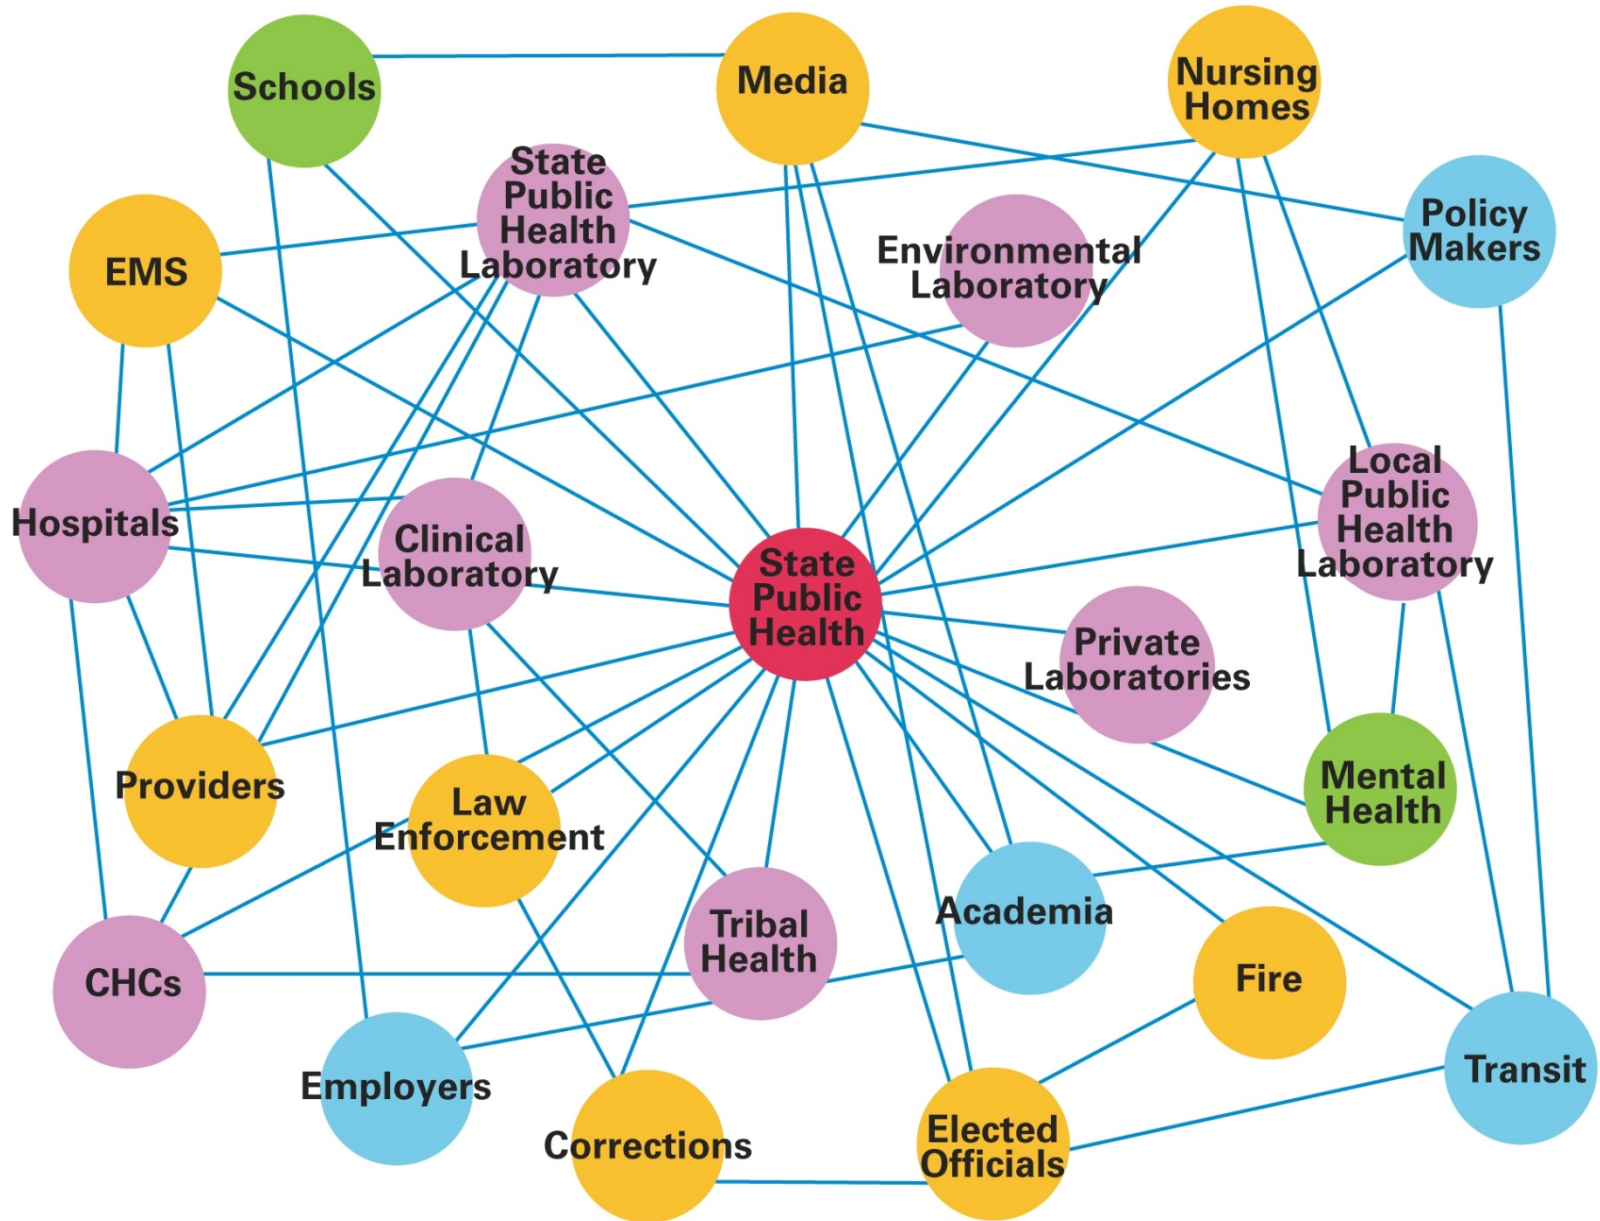 Schools
Media
Nursing
Homes
State
Public
Health
Laboratory
Policy
Makers
Environmental
Laboratory
EMS
Local
Public
Health
Laboratory
Hospitals
Clinical
Laboratory
State
Public
Health
Private
Laboratories
Providers
Law
Enforcement
Mental
Health
Tribal
Health
Academia
CHCs
Fire
Employers
Transit
Corrections
Elected
Officials